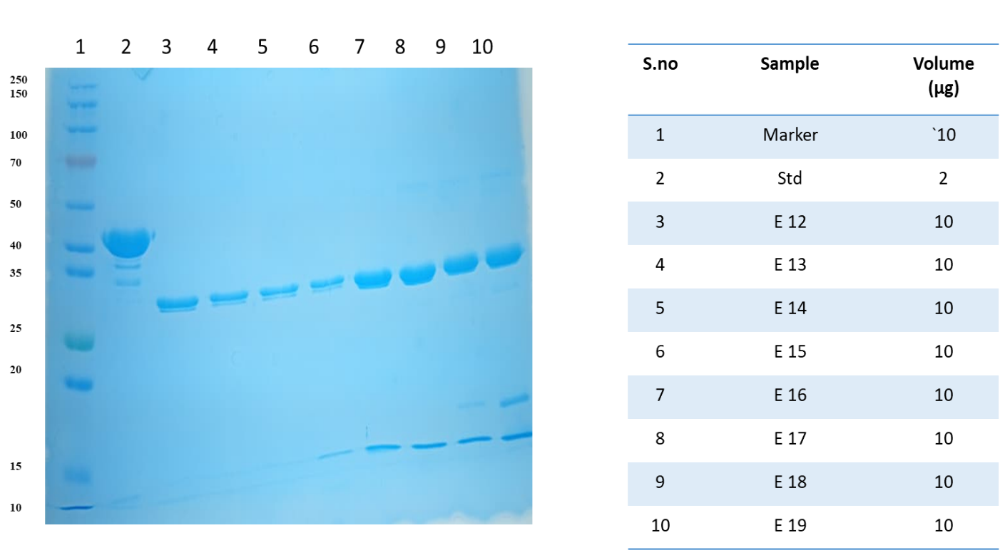 1 2 3 4 5 6 7 8 9 10
250
150
100
70
50
40
35
25
20
15
10
S.no Sample Volume
(µg)
1 Marker `10
2 Std 2
3 E 12 10
4 E 13 10
5 E 14 10
6 E 15 10
7 E 16 10
8 E 17 10
9 E 18 10
10 E 19 10